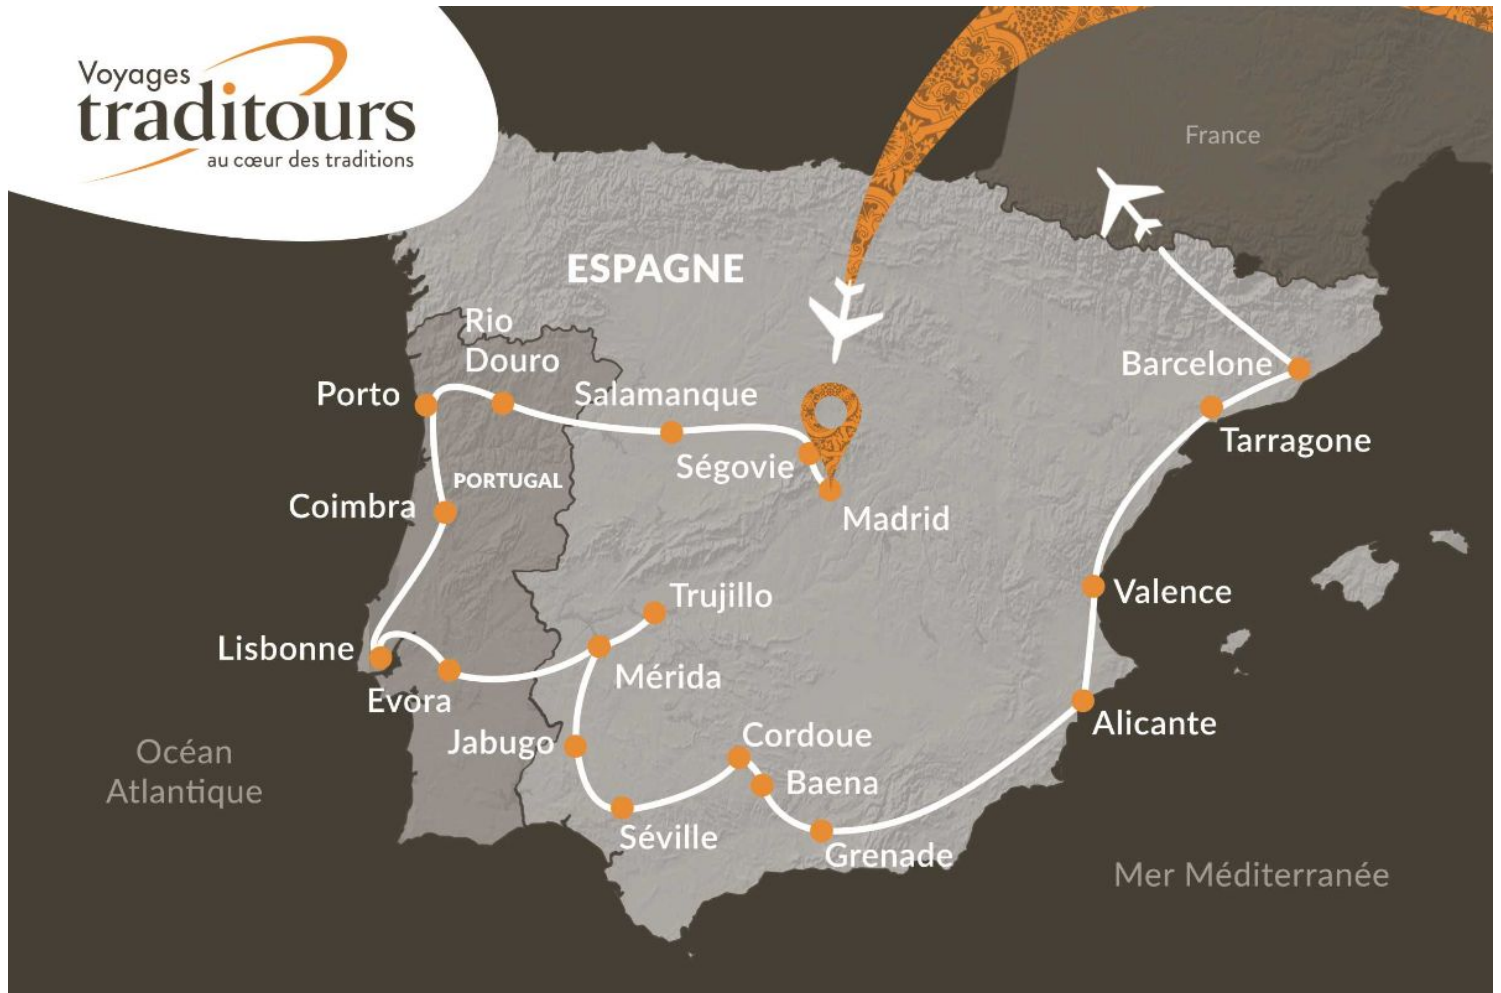 Voyages
traditours
au cœur des traditions
France
ESPAGNE
Rio
Douro
Porto
Salamanque
Barcelone
Tarragone
Ségovie
PORTUGAL
Coimbra
Madrid
Trujillo
Valence
Lisbonne
Mérida
Evora
Alicante
Jabugo
Cordoue
Océan
Atlantique
Baena
Séville
Grenade
Mer Méditerranée